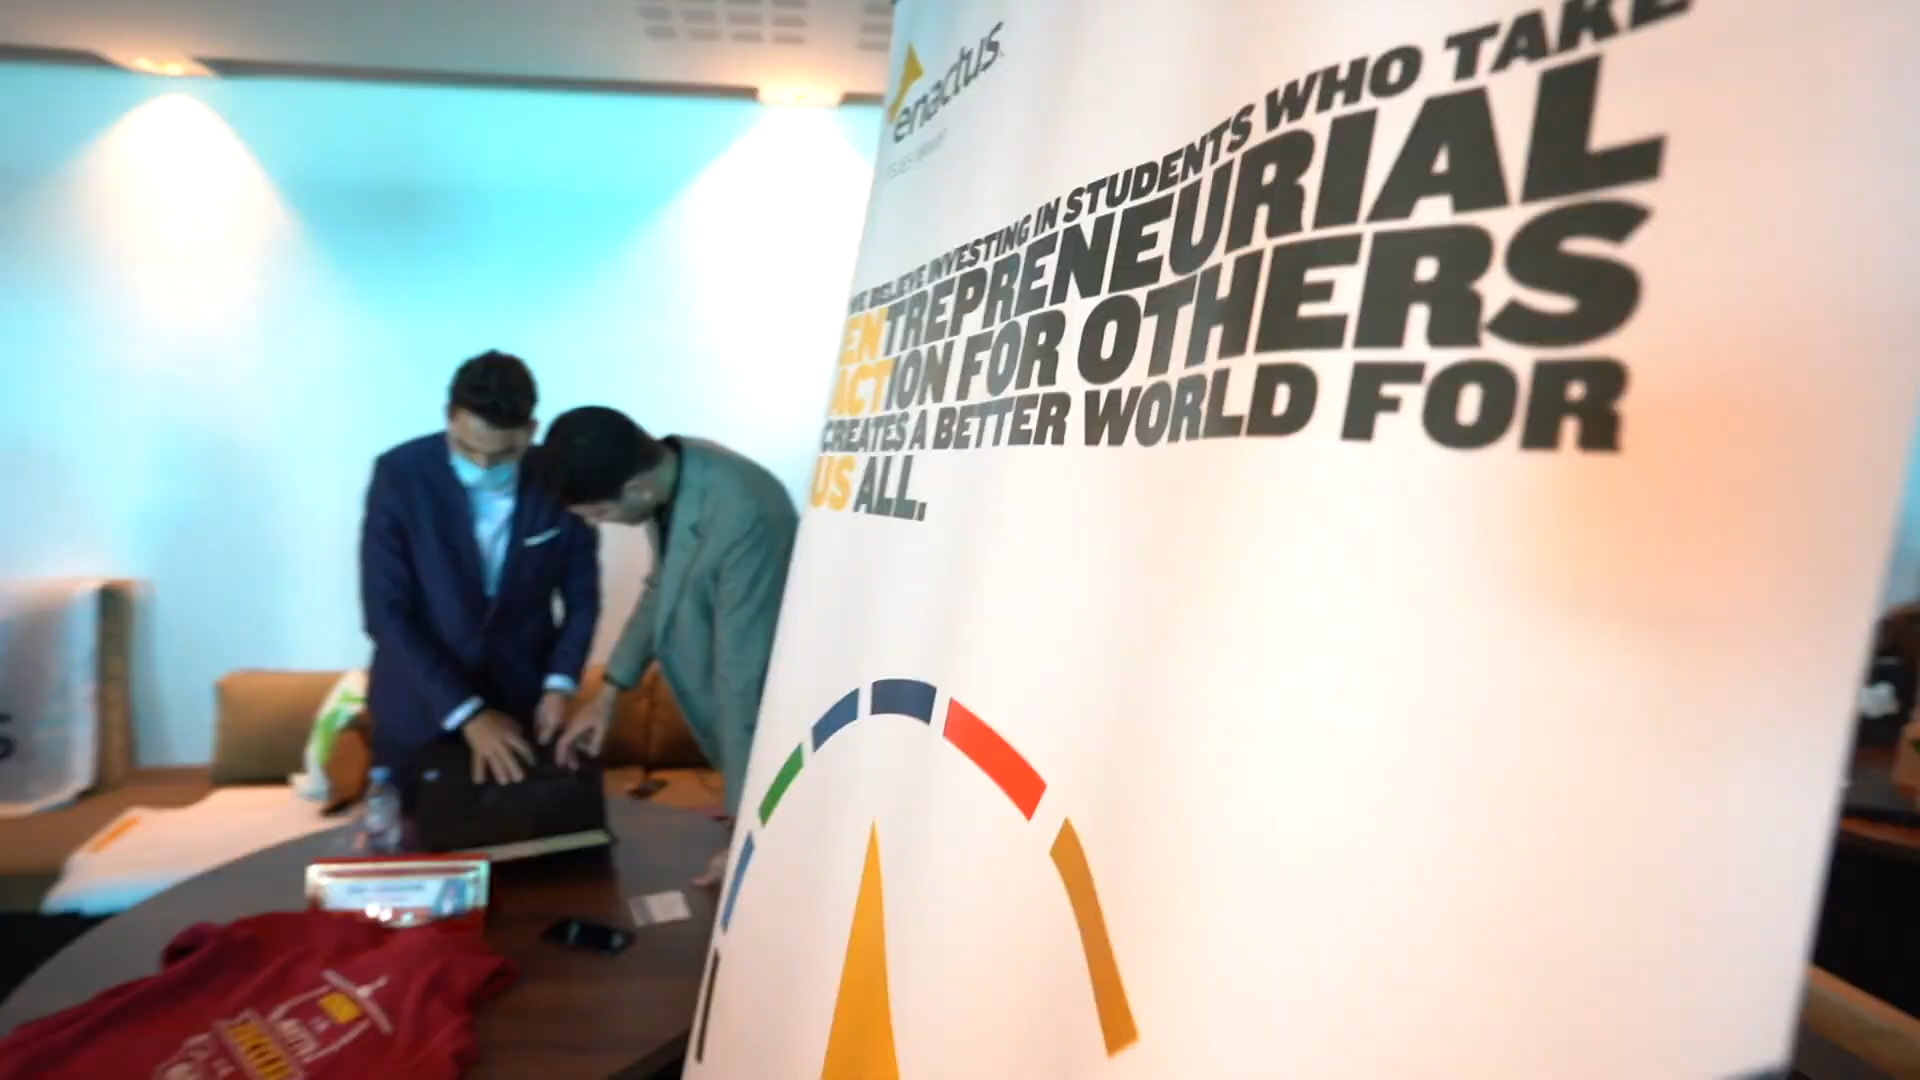 enactus
WE BELIEVE INVESTING IN STUDENTS WHO TAKE
ENTREPRENEURIAL
ACTION FOR OTHERS
CREATES A BETTER WORLD FOR
US ALL.